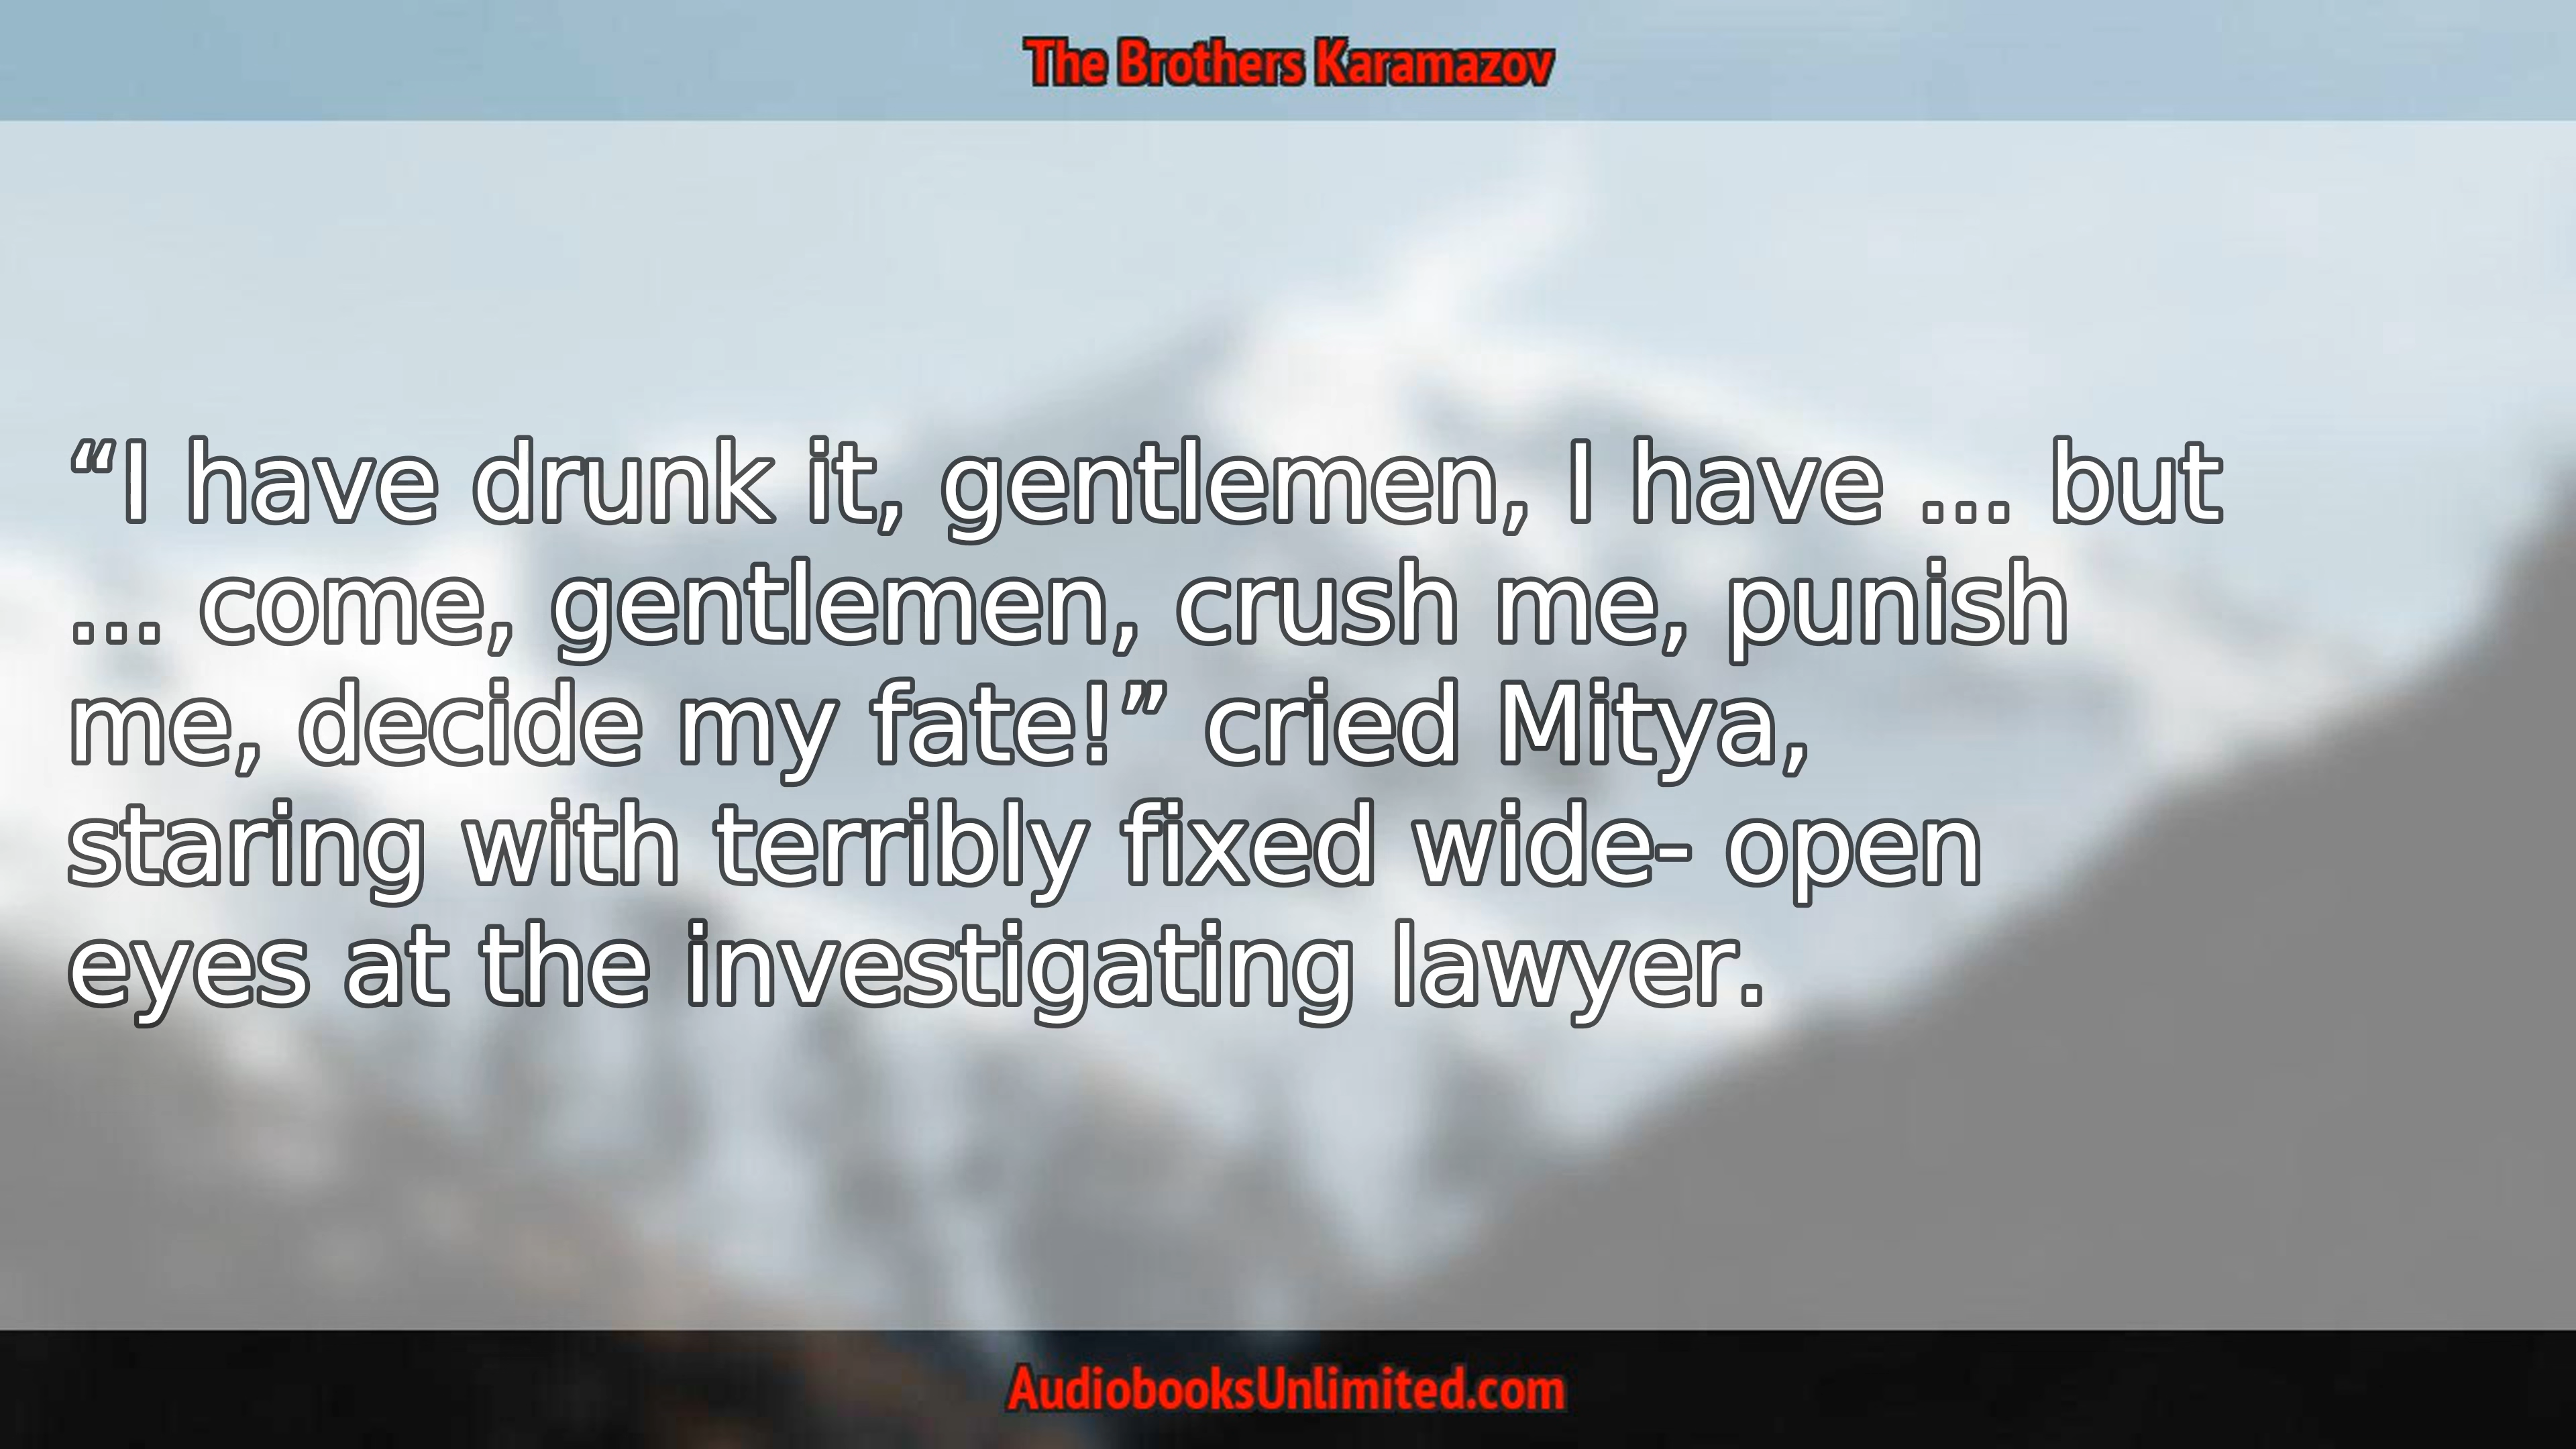 The Brothers Karamazov
“I have drunk it, gentlemen, I have ... but
... come, gentlemen, crush me, punish
me, decide my fate!” cried Mitya,
staring with terribly fixed wide- open
eyes at the investigating lawyer.
AudiobooksUnlimited.com